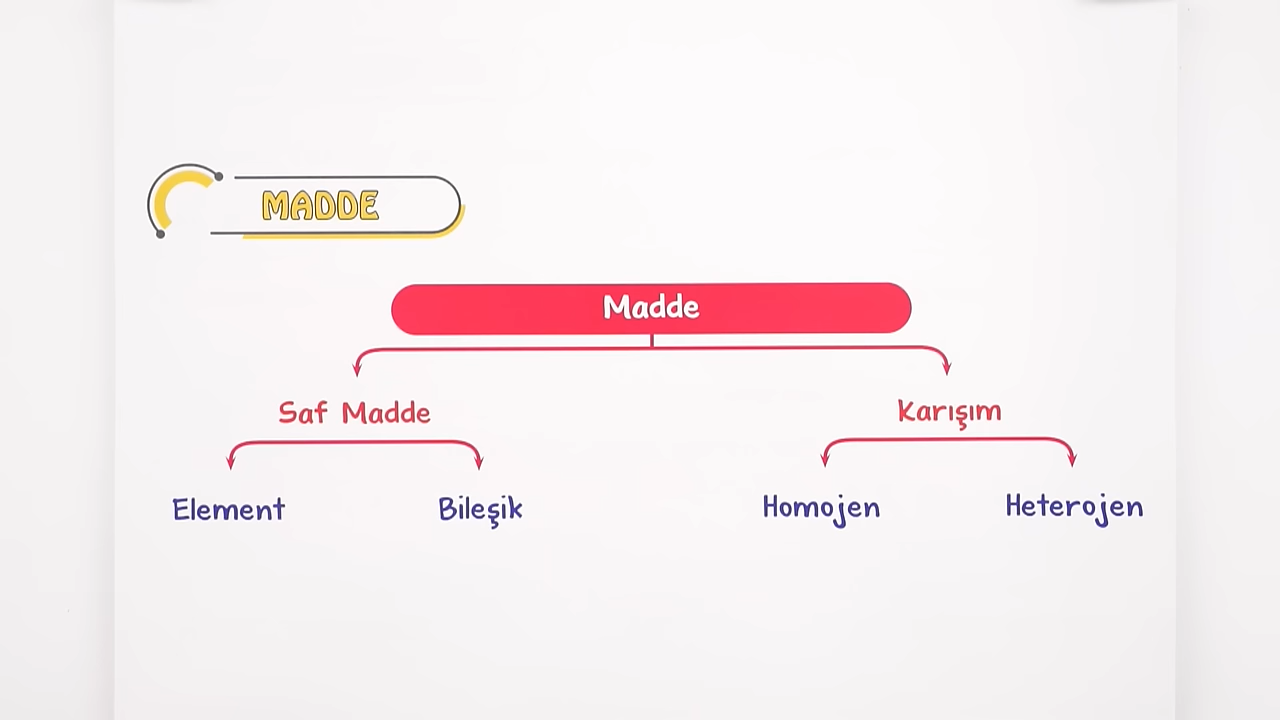 MADDE
Madde
Saf Madde
Karışım
Element
Bileşik
Homojen
Heterojen